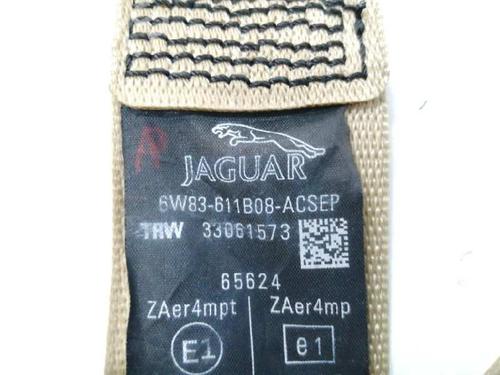 JAGUAR
6W83-611B08-ACSEP
TRW 33061573
65624
ZAer4mpt ZAer4mp
E1 e1